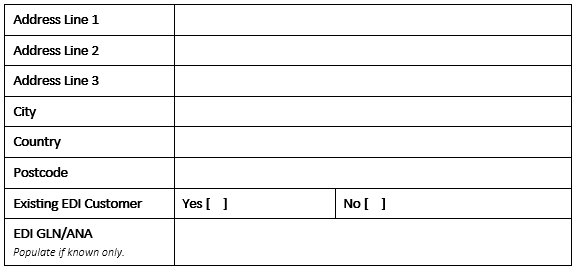 Address Line 1
Address Line 2
Address Line 3
City
Country
Postcode
Existing EDI Customer Yes [ ] No [ ]
EDI GLN/ANA
Populate if known only.